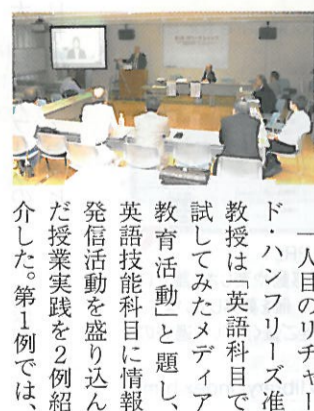 一人目のリチャー
ド・ハンフリーズ准
教授は「英語科目で
試してみたメディア
教育活動」と題し、
英語技能科目に情報
発信活動を盛り込ん
だ授業実践を2例紹
介した。第1例では、